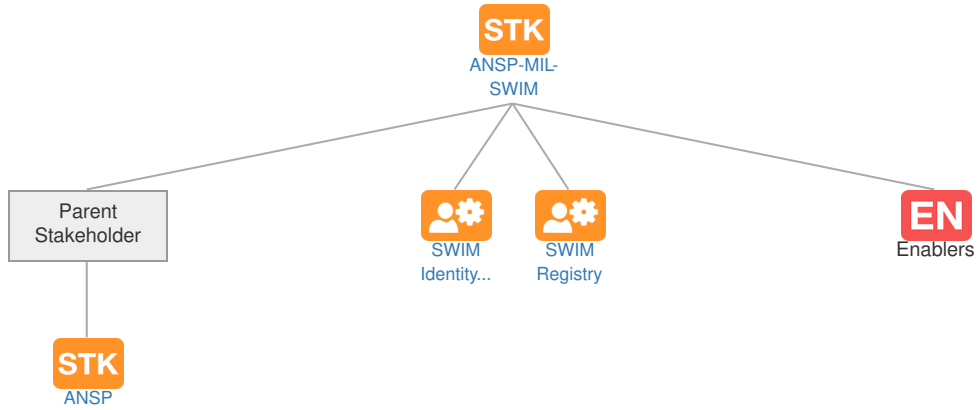 STK
ANSP-MIL-
SWIM
Parent
Stakeholder
SWIM
Identity...
SWIM
Registry
EN
Enablers
STK
ANSP